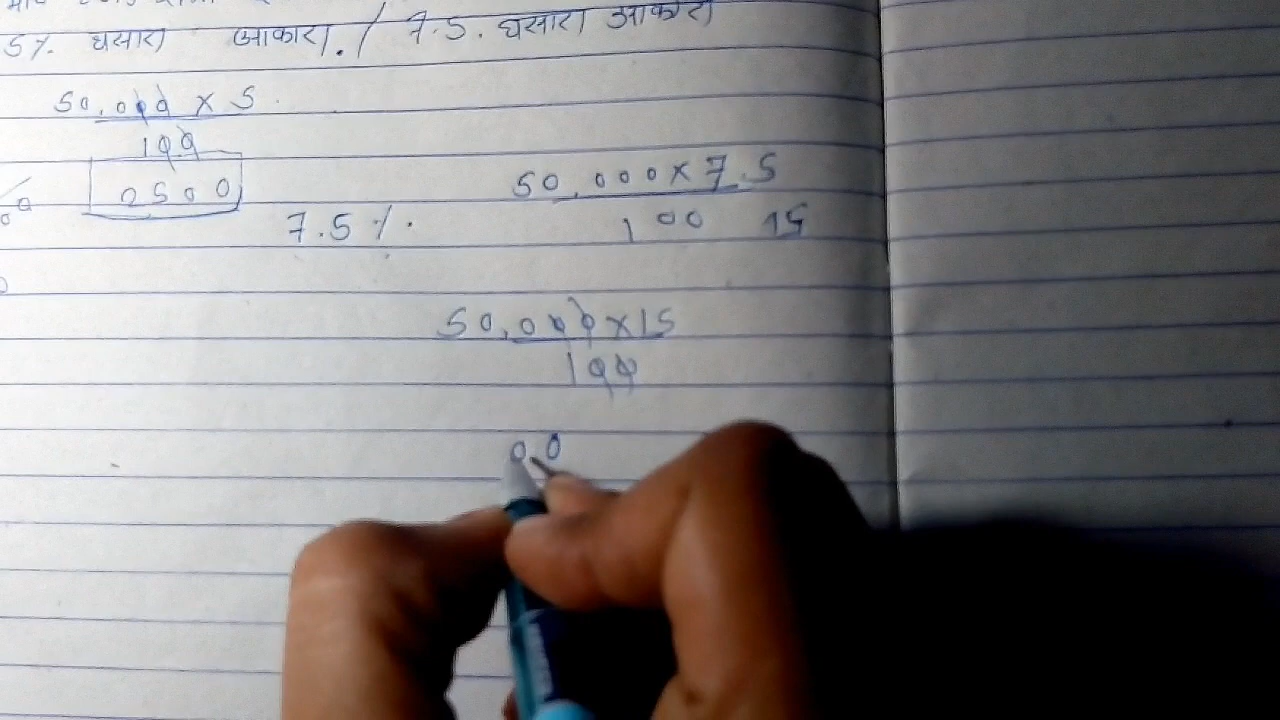 5%. घसारा आकारा. / 7.5. घसारा आकारा
50,000 x 5
100
2500
50,000 x 7.5
7.5 %.
100 15
50,000 x 15
100
00